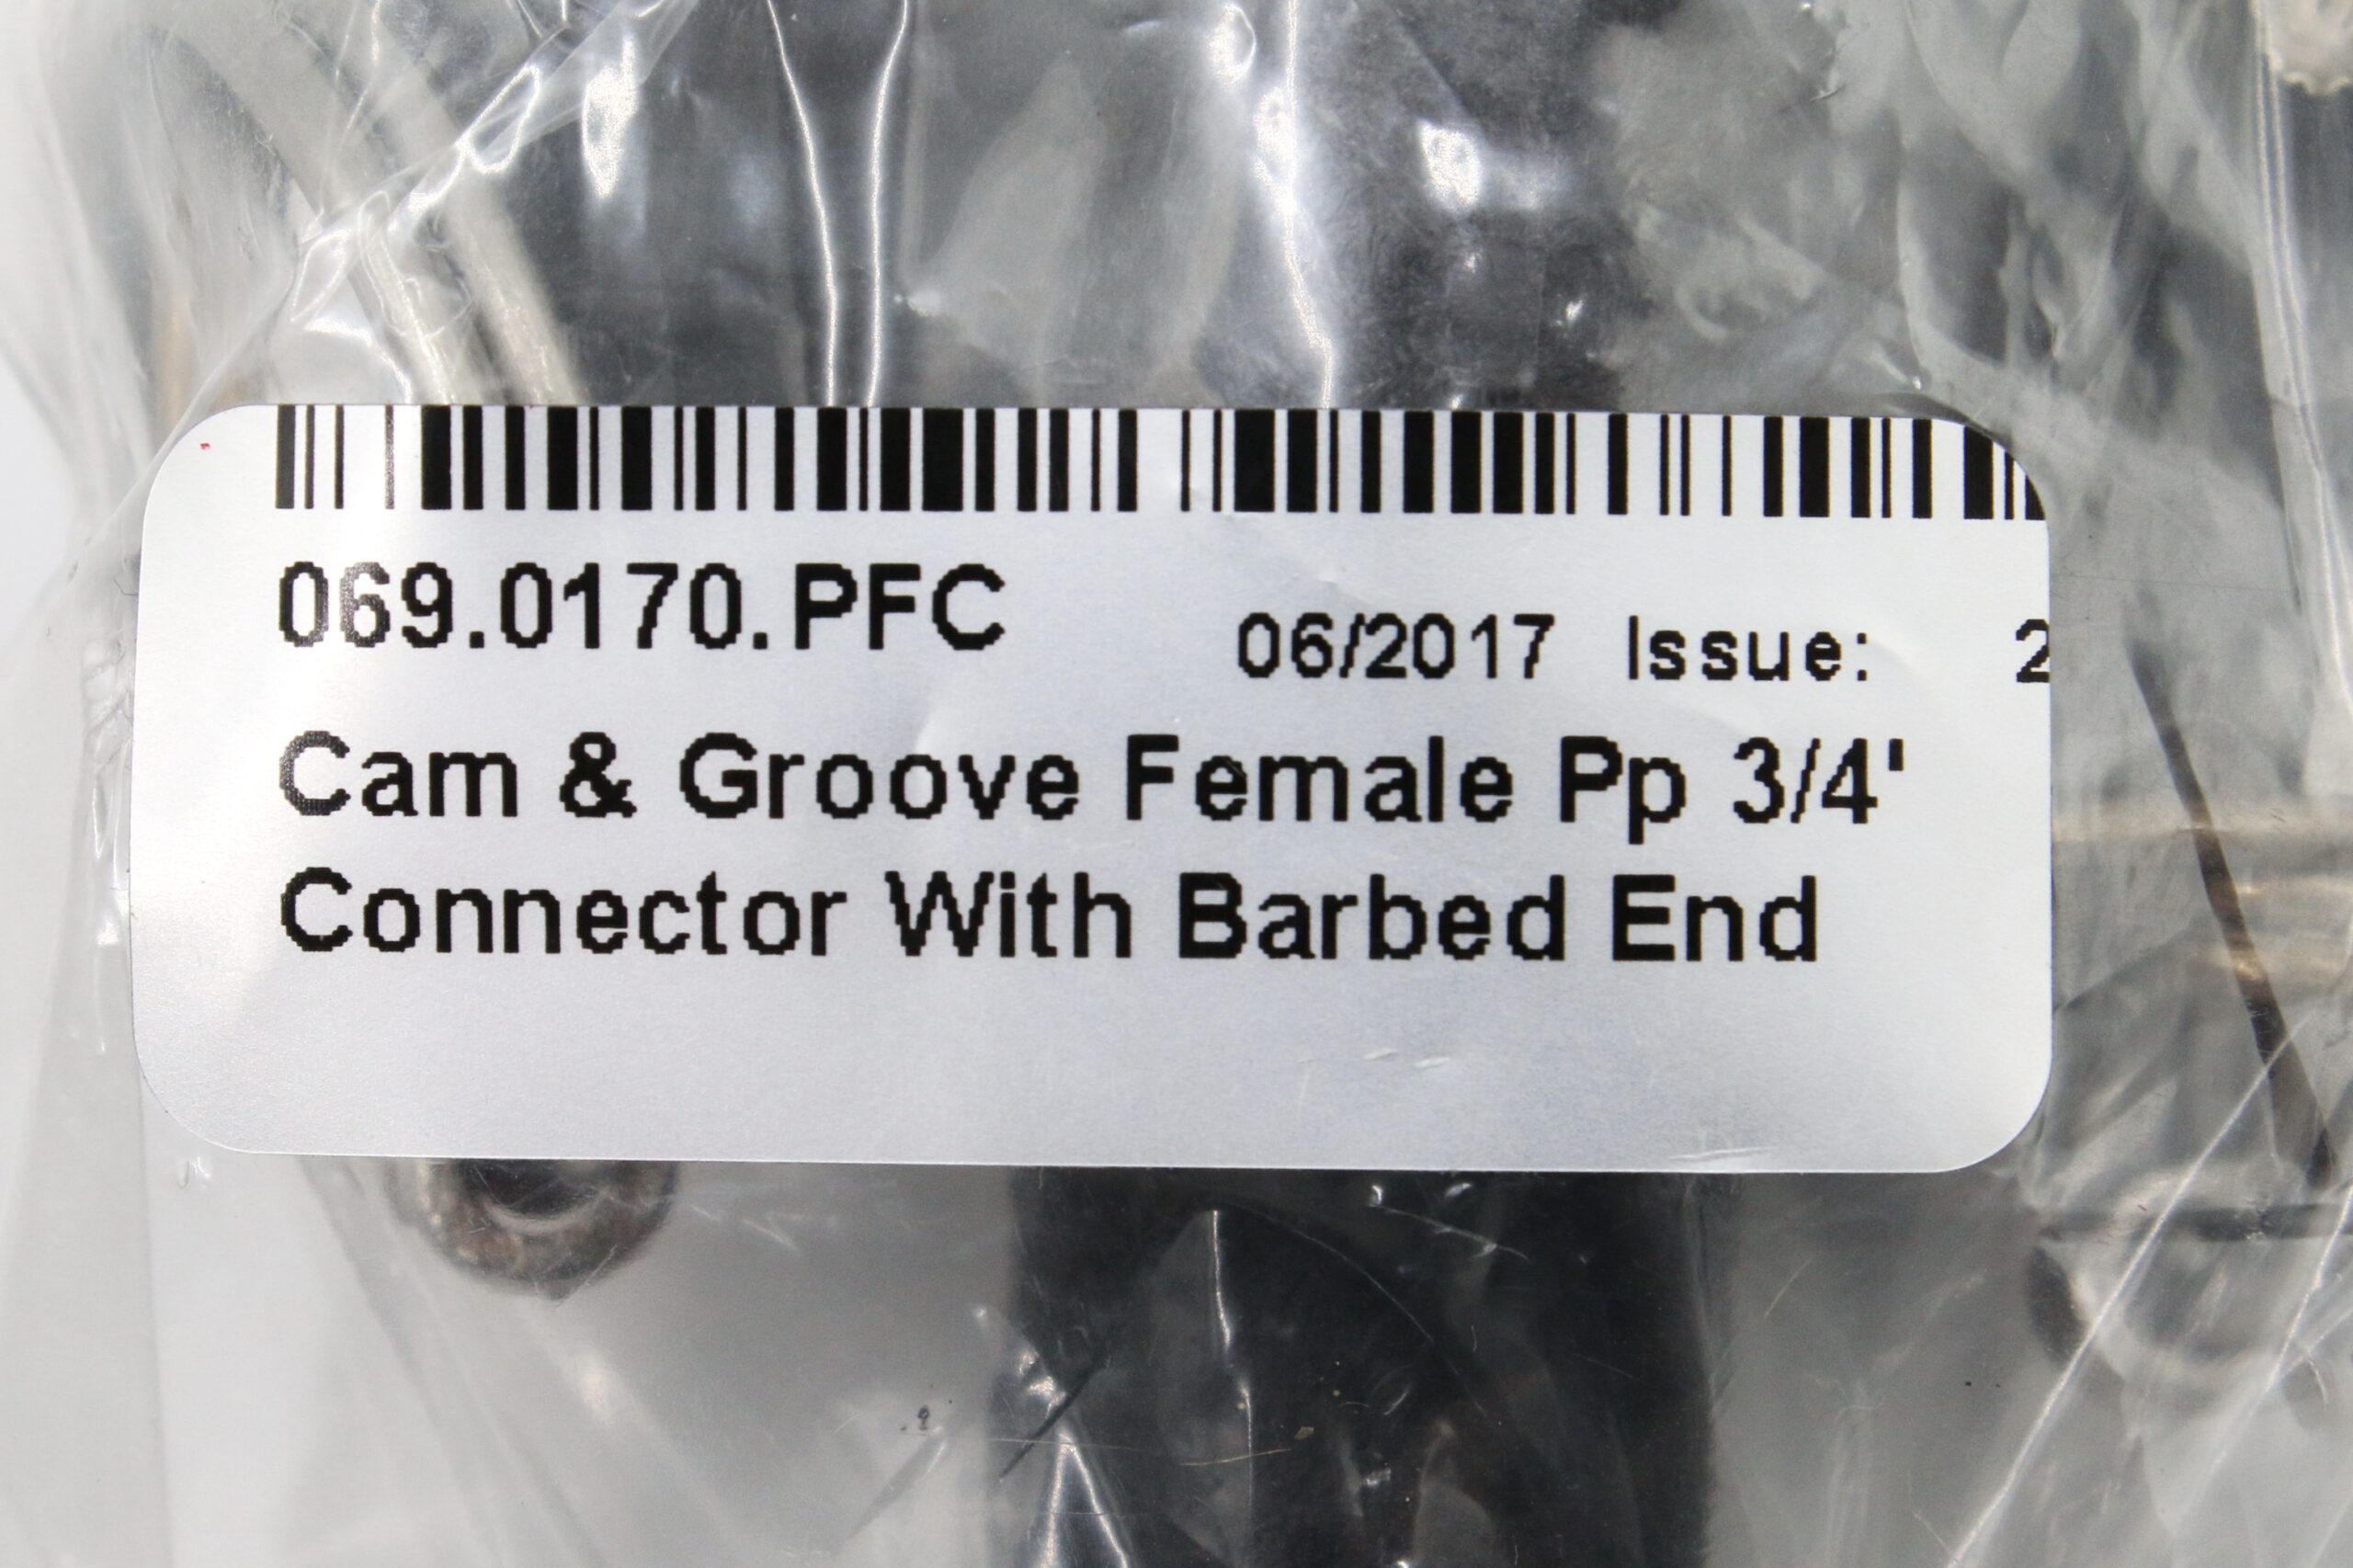 069.0170.PFC
06/2017 Issue: 2
Cam & Groove Female Pp 3/4'
Connector With Barbed End